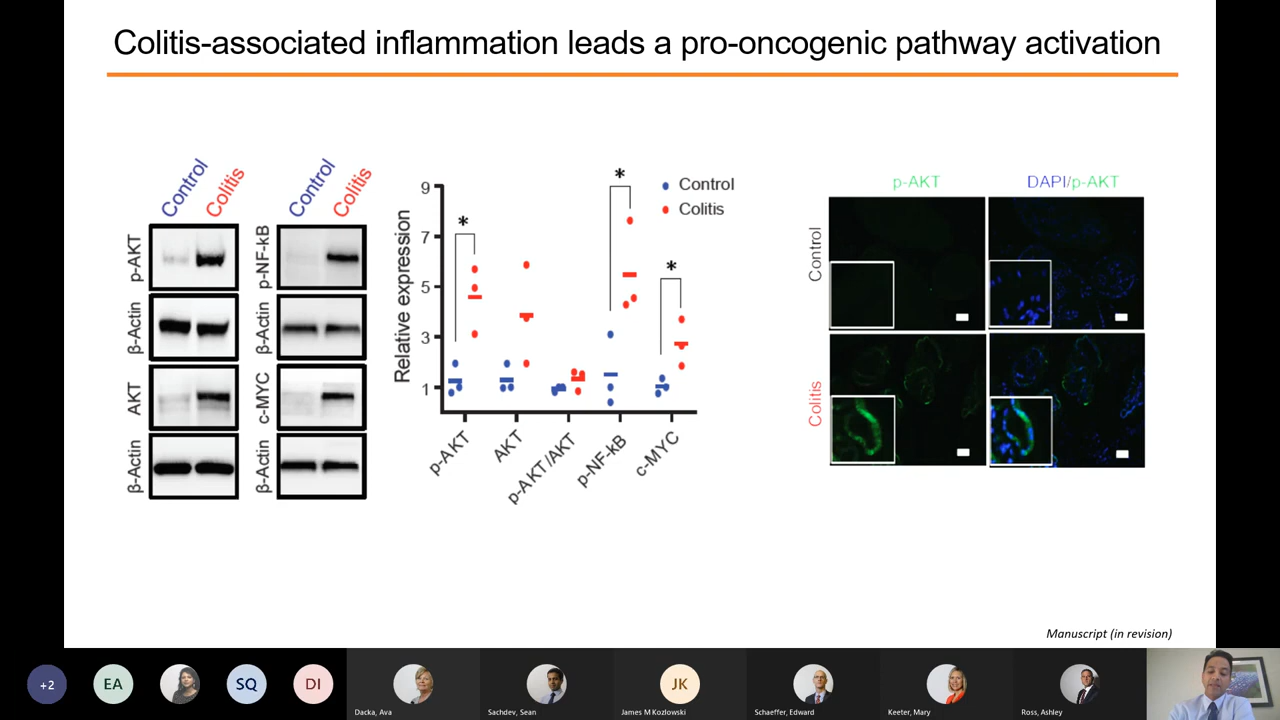 Colitis-associated inflammation leads a pro-oncogenic pathway activation
Control
Colitis
Control
Colitis
p-AKT
β-Actin
AKT
β-Actin
p-NF-kB
β-Actin
c-MYC
β-Actin
Relative expression
9
7
5
3
1
*
*
*
Control
Colitis
p-AKT
AKT
p-AKT/AKT
p-NF-kB
c-MYC
p-AKT
DAPI/p-AKT
Control
Colitis
Manuscript (in revision)
+2
EA
SQ
DI
JK
Dacka, Ava
Sachdev, Sean
James M Kozlowski
Schaeffer, Edward
Keeter, Mary
Ross, Ashley